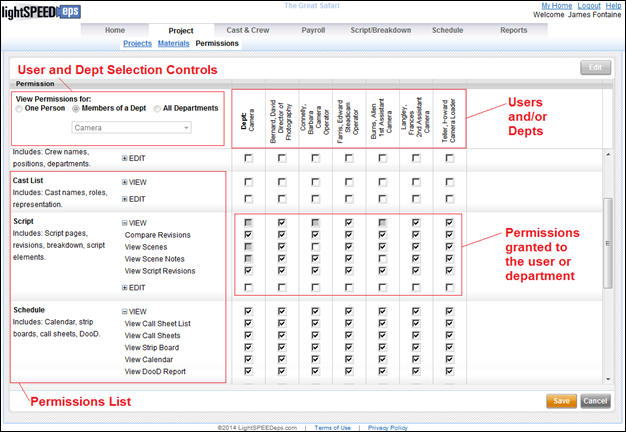 lightSPEED eps
The Great Safari
My Home Logout Help
Welcome James Fontaine
Home Project Cast & Crew Payroll Script/Breakdown Schedule Reports
Projects Materials Permissions
User and Dept Selection Controls
Edit
Permission
View Permissions for:
One Person Members of a Dept All Departments
Camera
Dept: Camera
Bernard, David Director of Photography
Connelly, Barbara Camera Operator
Farris, Edward Steadicam Operator
Burns, Allen 1st Assistant Camera
Langley, Frances 2nd Assistant Camera
Teller, Howard Camera Loader
Users
and/or
Depts
Includes: Crew names,
positions, departments.
EDIT
Cast List
Includes: Cast names, roles,
representation.
VIEW
EDIT
Script
Includes: Script pages,
revisions, breakdown, script
elements.
VIEW
Compare Revisions
View Scenes
View Scene Notes
View Script Revisions
EDIT
Permissions
granted to
the user or
department
Schedule
Includes: Calendar, strip
boards, call sheets, DooD.
VIEW
View Call Sheet List
View Call Sheets
View Strip Board
View Calendar
View DooD Report
Permissions List
Save Cancel
©2014 LightSPEEDeps.com | Terms of Use | Privacy Policy